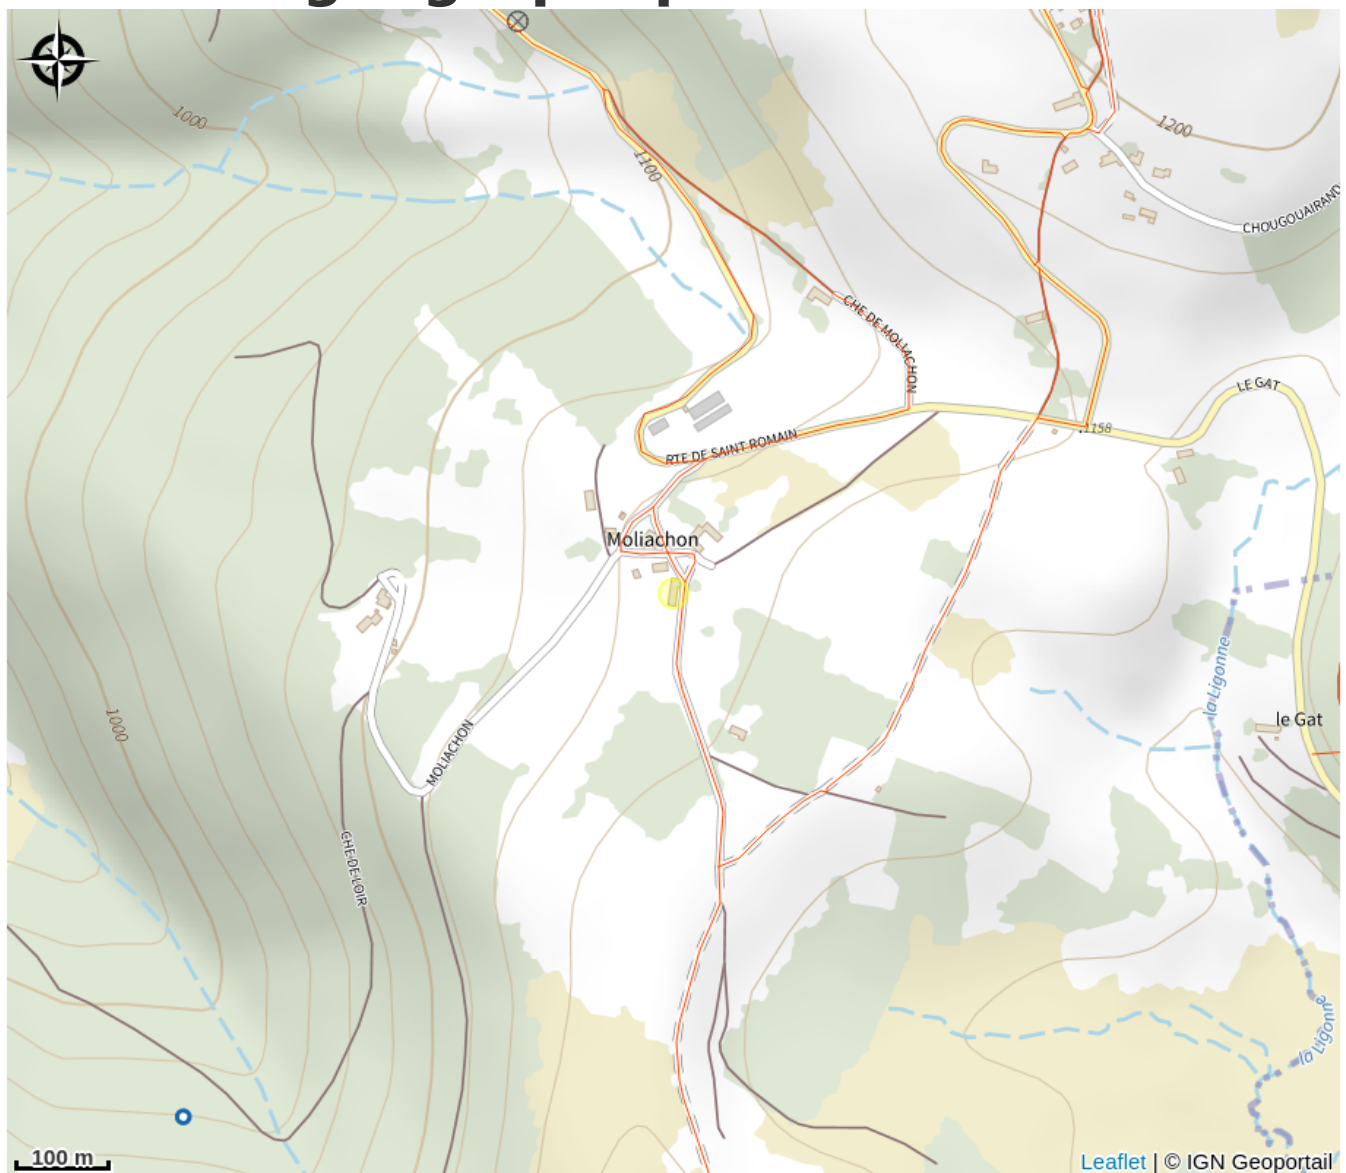 1000
1200
1100
CHOUGOUAIRAND
CHE DE MOLIACHON
LE GAT
1158
RTE DE SAINT ROMAIN
Moliachon
la Ligonne
le Gat
1000
MOLIACHON
CHE DE LOIR
la Ligonne
100 m
Leaflet | © IGN Geoportail